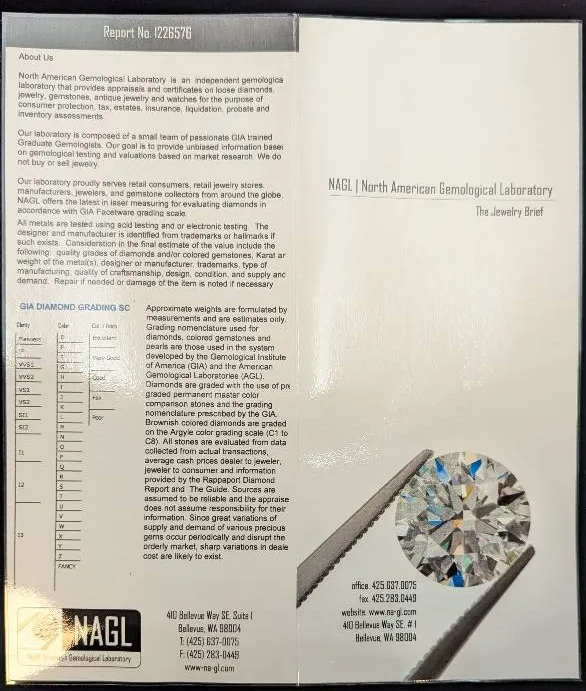 Report No. 1226576
About Us
North American Gemological Laboratory is an independent gemologica
laboratory that provides appraisals and certificates on loose diamonds,
jewelry, gemstones, antique jewelry and watches for the purpose of
consumer protection, tax, estates, insurance, liquidation, probate and
inventory assessments.
Our laboratory is composed of a small team of passionate GIA trained
Graduate Gemologists. Our goal is to provide unbiased information based
on gemological testing and valuations based on market research. We do
not buy or sell jewelry.
Our laboratory proudly serves retail consumers, retail jewelry stores,
manufacturers, jewelers, and gemstone collectors from around the globe.
NAGL offers the latest in laser measuring for evaluating diamonds in
accordance with GIA Facetware grading scale.
All metals are tested using acid testing and or electronic testing. The
designer and manufacturer is identified from trademarks or hallmarks if
such exists. Consideration in the final estimate of the value include the
following: quality grades of diamonds and/or colored gemstones, Karat ar
weight of the metal(s), designer or manufacturer, trademarks, type of
manufacturing, quality of craftsmanship, design, condition, and supply and
demand. Repair if needed or damage of the item is noted if necessary
GIA DIAMOND GRADING SC
Clarity
Color
Flawless
IF
VVS1
VVS2
VS1
VS2
SI1
SI2
I1
I2
I3
D
E
F
G
H
I
J
K
L
M
N
O
P
Q
R
S
T
U
V
W
X
Y
Z
FANCY
Excellent
Very Good
Good
Fair
Poor
Approximate weights are formulated by
measurements and are estimates only.
Grading nomenclature used for
diamonds, colored gemstones and
pearls are those used in the system
developed by the Gemological Institute
of America (GIA) and the American
Gemological Laboratories (AGL).
Diamonds are graded with the use of pre
graded permanent master color
comparison stones and the grading
nomenclature prescribed by the GIA.
Brownish colored diamonds are graded
on the Argyle color grading scale (C1 to
C8). All stones are evaluated from data
collected from actual transactions,
average cash prices dealer to jeweler,
jeweler to consumer and information
provided by the Rappaport Diamond
Report and The Guide. Sources are
assumed to be reliable and the appraise
does not assume responsibility for their
information. Since great variations of
supply and demand of various precious
gems occur periodically and disrupt the
orderly market, sharp variations in deale
cost are likely to exist.
NAGL
North American Gemological Laboratory
410 Bellevue Way SE, Suite 1
Bellevue, WA 98004
T: (425) 637-0075
F: (425) 283-0449
www-na-gl.com
NAGL | North American Gemological Laboratory
The Jewelry Brief
office. 425.637.0075
fax. 425.283.0449
website. www.na-gl.com
410 Bellevue Way SE. # 1
Bellevue, WA 98004